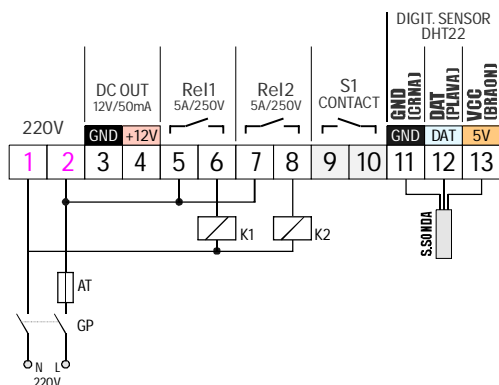 DIGIT. SENSOR
DHT22
DC OUT
12V/50mA
Rel1
5A/250V
Rel2
5A/250V
S1
CONTACT
GND
(CRNA)
DAT
(PLAVA)
VCC
(BRAON)
220V
GND
+12V
GND
DAT
5V
1 2 3 4 5 6 7 8 9 10 11 12 13
K1
K2
S.SONDA
AT
GP
N L
220V